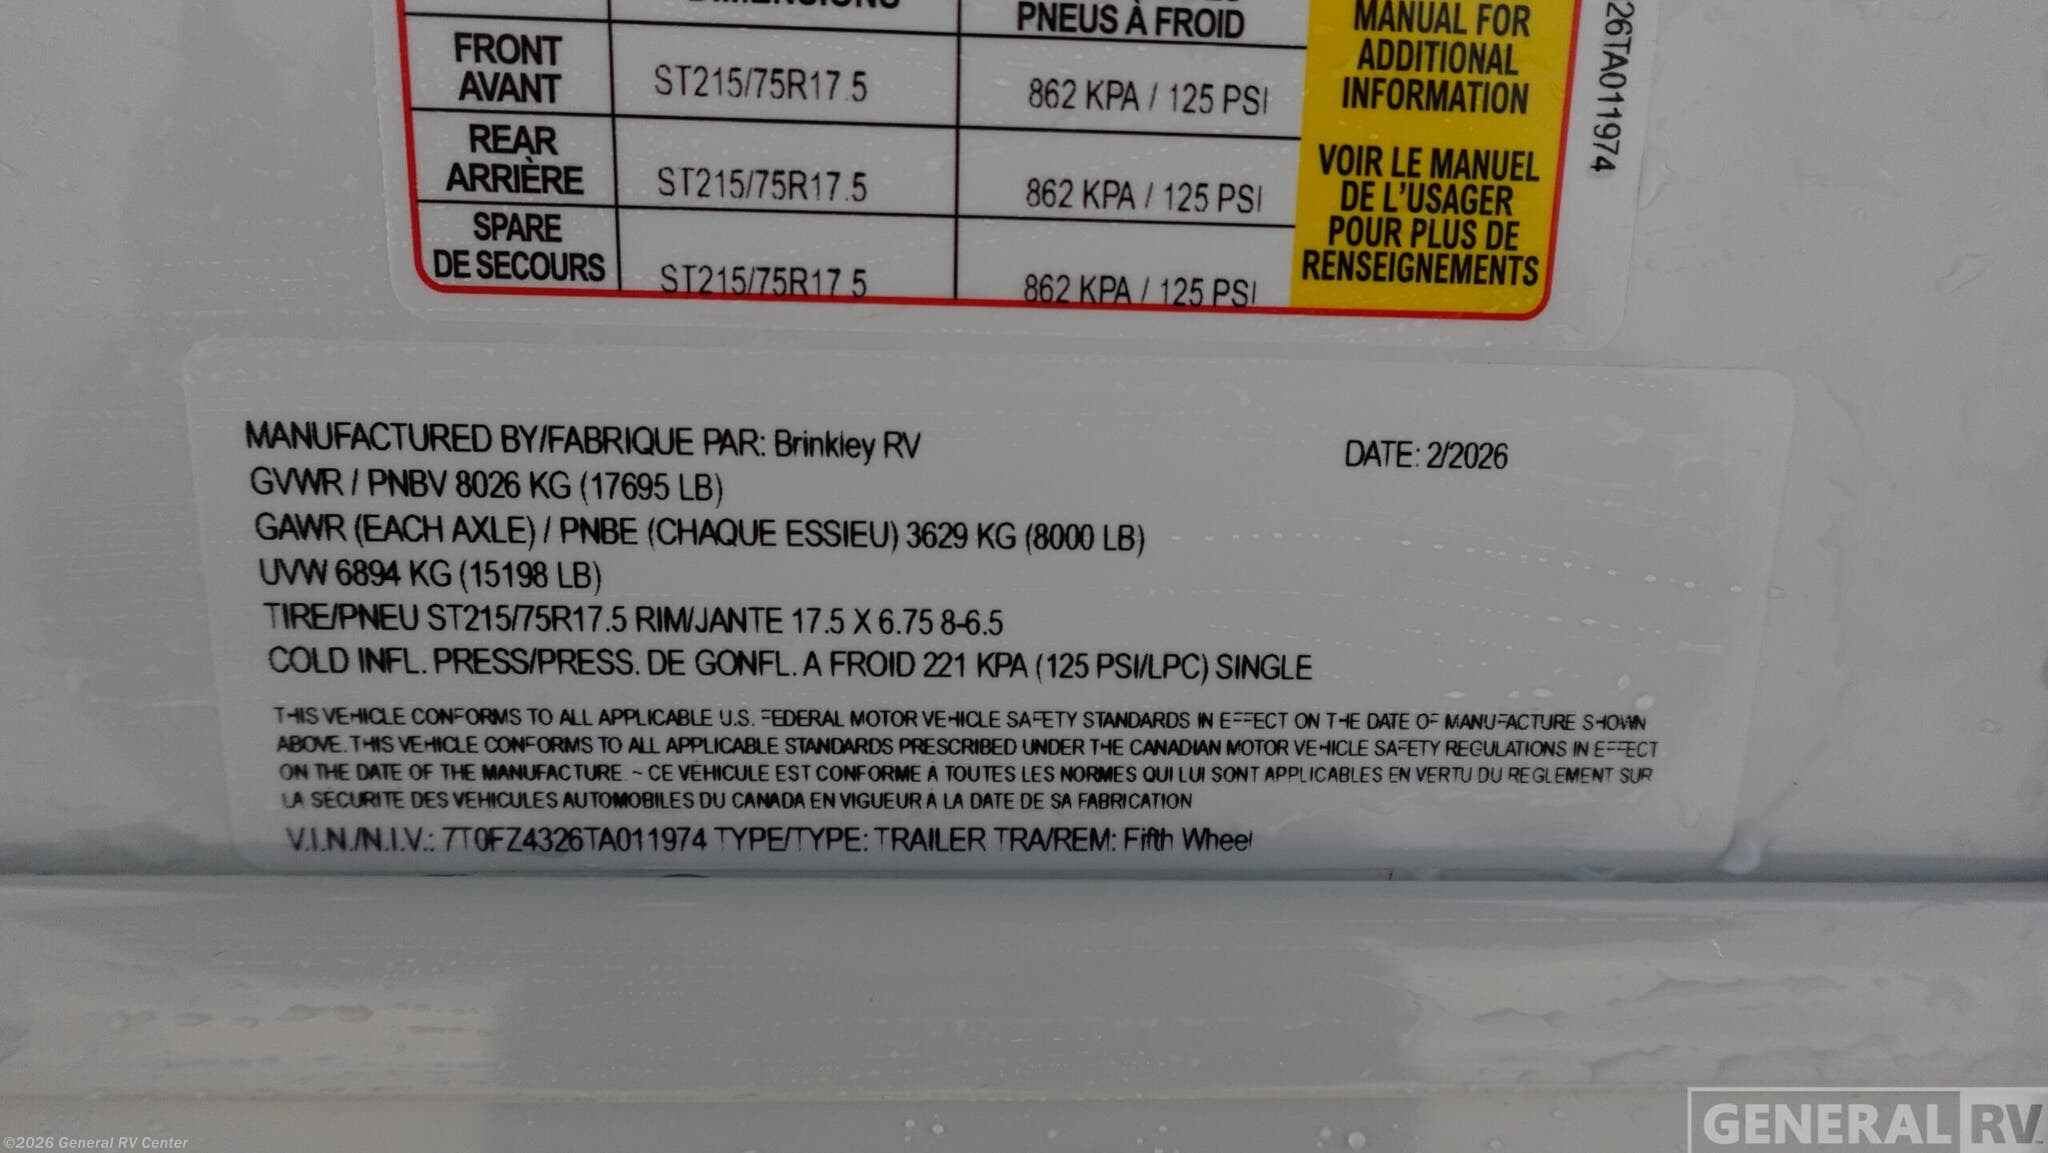 DIMENSIONS
PNEUS À FROID
MANUAL FOR
ADDITIONAL
INFORMATION
VOIR LE MANUEL
DE L'USAGER
POUR PLUS DE
RENSEIGNEMENTS
FRONT
AVANT
ST215/75R17.5
862 KPA / 125 PSI
REAR
ARRIÈRE
ST215/75R17.5
862 KPA / 125 PSI
SPARE
DE SECOURS
ST215/75R17.5
862 KPA / 125 PSI
26TA011974
MANUFACTURED BY/FABRIQUE PAR: Brinkley RV
DATE: 2/2026
GVWR / PNBV 8026 KG (17695 LB)
GAWR (EACH AXLE) / PNBE (CHAQUE ESSIEU) 3629 KG (8000 LB)
UVW 6894 KG (15198 LB)
TIRE/PNEU ST215/75R17.5 RIM/JANTE 17.5 X 6.75 8-6.5
COLD INFL. PRESS/PRESS. DE GONFL. A FROID 221 KPA (125 PSI/LPC) SINGLE
THIS VEHICLE CONFORMS TO ALL APPLICABLE U.S. FEDERAL MOTOR VEHICLE SAFETY STANDARDS IN EFFECT ON THE DATE OF MANUFACTURE SHOWN
ABOVE. THIS VEHICLE CONFORMS TO ALL APPLICABLE STANDARDS PRESCRIBED UNDER THE CANADIAN MOTOR VEHICLE SAFETY REGULATIONS IN EFFECT
ON THE DATE OF THE MANUFACTURE. ~ CE VÉHICULE EST CONFORME À TOUTES LES NORMES QUI LUI SONT APPLICABLES EN VERTU DU RÈGLEMENT SUR
LA SÉCURITÉ DES VÉHICULES AUTOMOBILES DU CANADA EN VIGUEUR À LA DATE DE SA FABRICATION
V.I.N./N.I.V.: 7T0FZ4326TA011974 TYPE/TYPE: TRAILER TRA/REM: Fifth Wheel
©2026 General RV Center
GENERAL RV